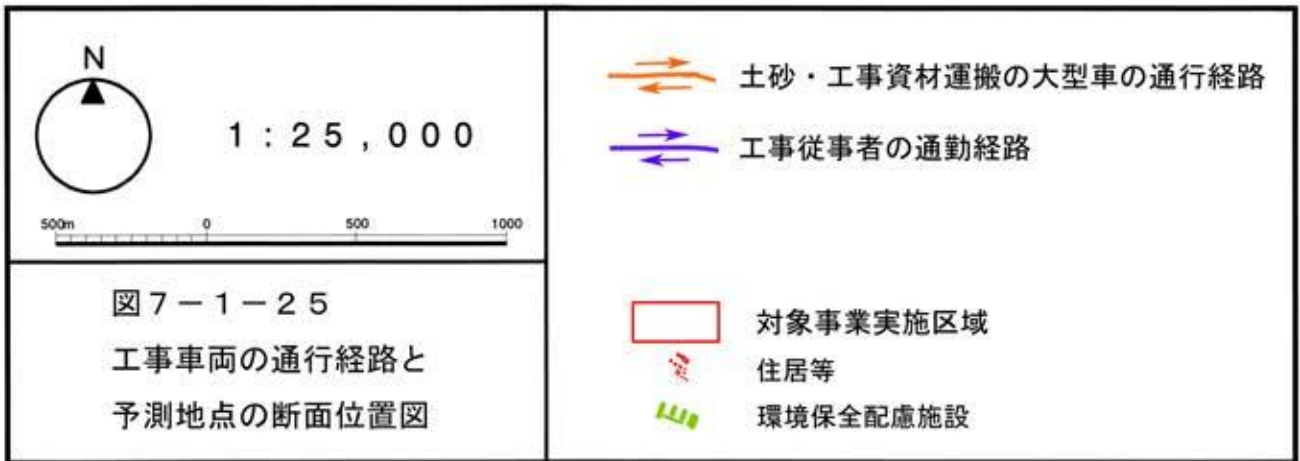 N
1:25,000
500m 0 500 1000
図7-1-25
工事車両の通行経路と
予測地点の断面位置図
土砂・工事資材運搬の大型車の通行経路
工事従事者の通勤経路
対象事業実施区域
住居等
環境保全配慮施設